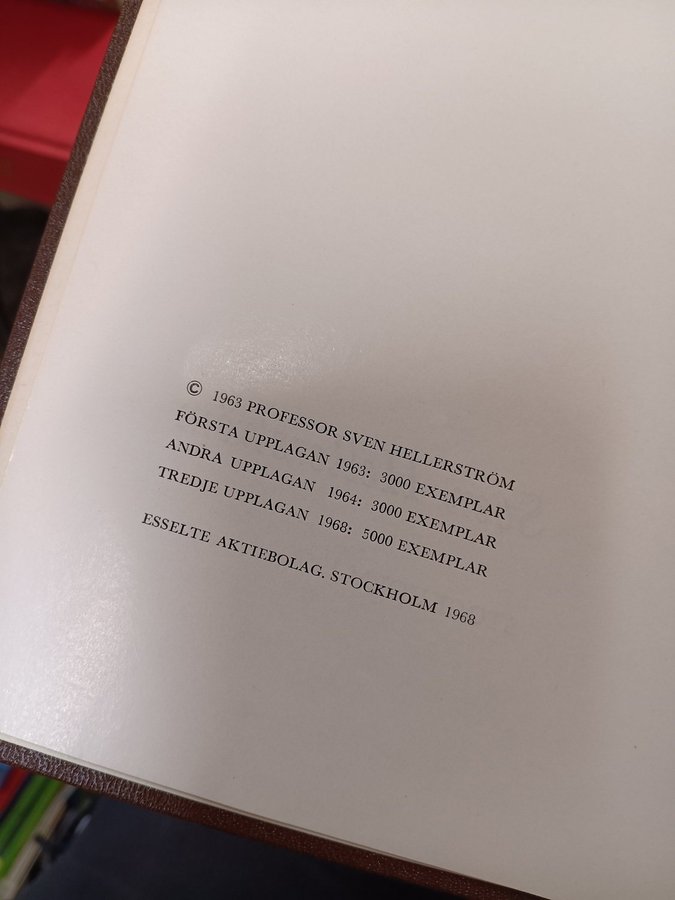 © 1963 PROFESSOR SVEN HELLERSTRÖM
FÖRSTA UPPLAGAN 1963: 3000 EXEMPLAR
ANDRA UPPLAGAN 1964: 3000 EXEMPLAR
TREDJE UPPLAGAN 1968: 5000 EXEMPLAR
ESSELTE AKTIEBOLAG. STOCKHOLM 1968